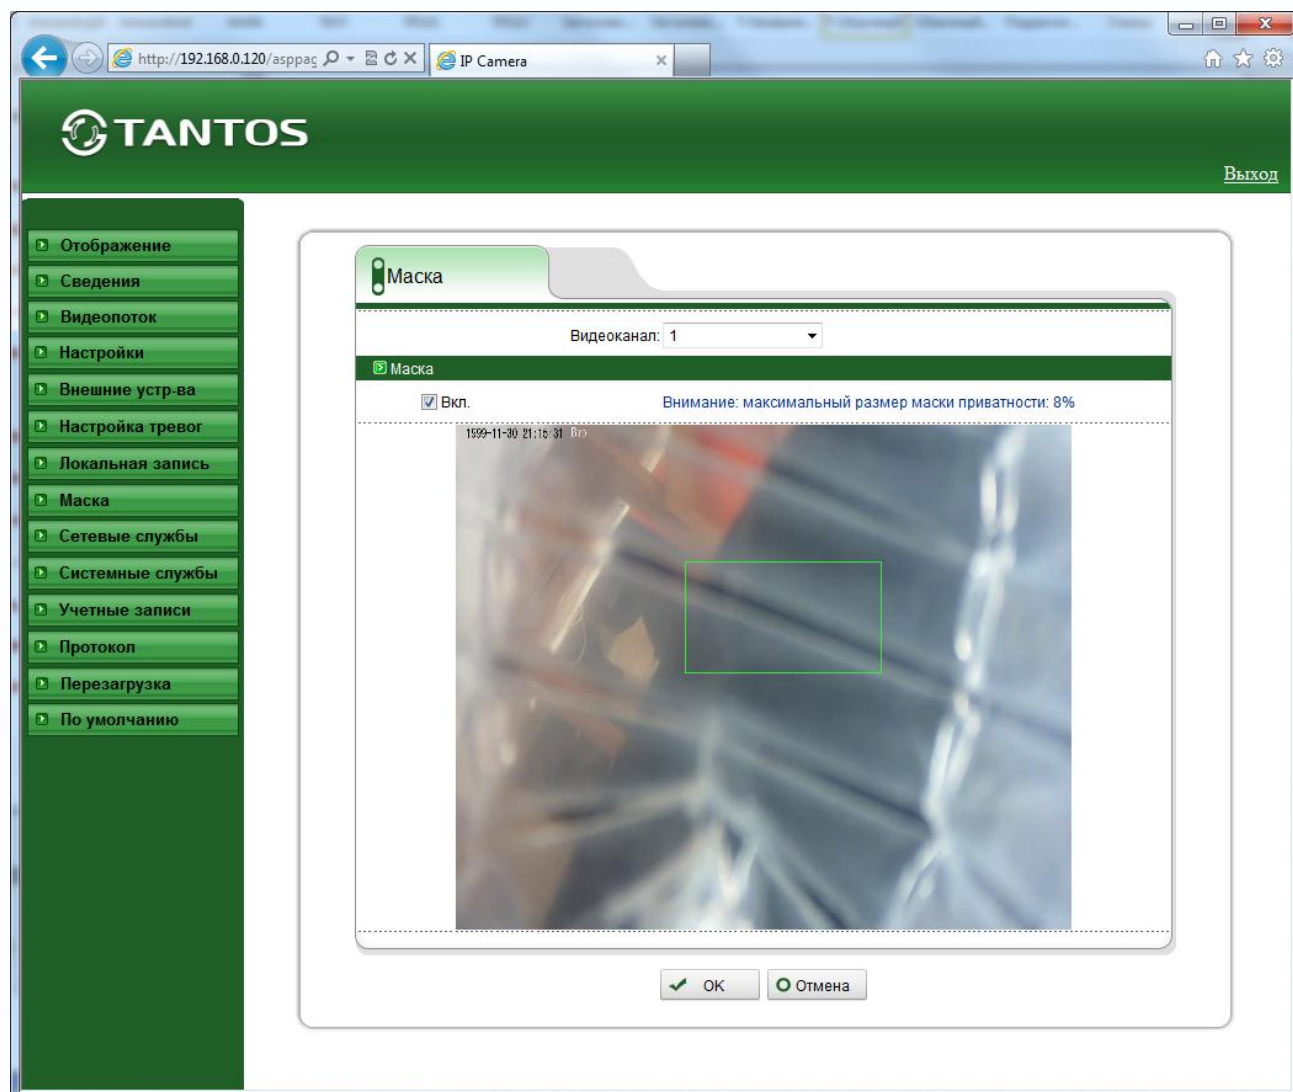 http://192.168.0.120/asppag
IP Camera
TANTOS
Выход
Отображение
Сведения
Видеопоток
Настройки
Внешние устр-ва
Настройка тревог
Локальная запись
Маска
Сетевые службы
Системные службы
Учетные записи
Протокол
Перезагрузка
По умолчанию
Маска
Видеоканал: 1
Маска
Вкл. Внимание: максимальный размер маски приватности: 8%
1599-11-30 21:16:31
OK Отмена